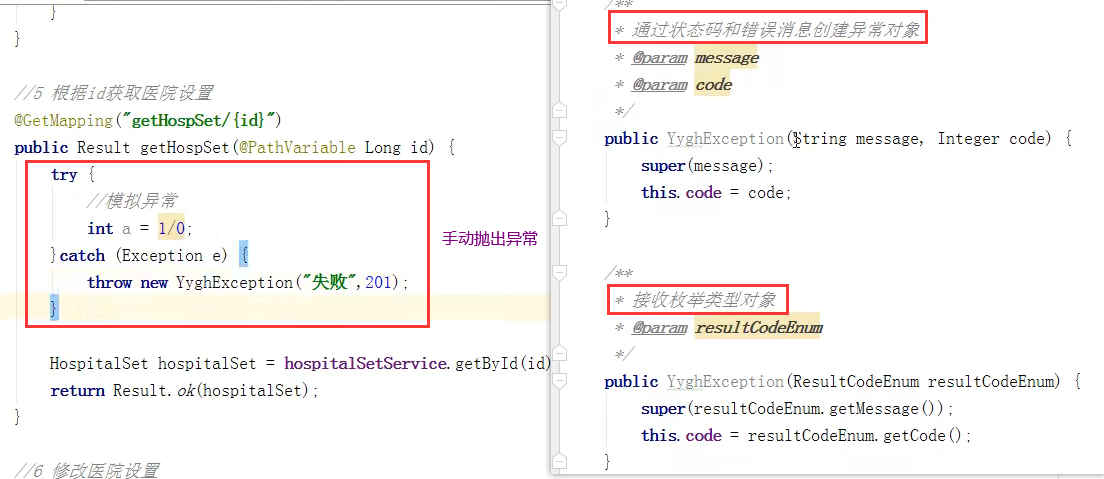 }
}
//5 根据id获取医院设置
@GetMapping("getHospSet/{id}")
public Result getHospSet(@PathVariable Long id) {
try {
//模拟异常
int a = 1/0;
}catch (Exception e) {
throw new YyghException("失败",201);
}
HospitalSet hospitalSet = hospitalSetService.getById(id)
return Result.ok(hospitalSet);
}
//6 修改医院设置
手动抛出异常
/**
* 通过状态码和错误消息创建异常对象
* @param message
* @param code
*/
public YyghException(String message, Integer code) {
super(message);
this.code = code;
}
/**
* 接收枚举类型对象
* @param resultCodeEnum
*/
public YyghException(ResultCodeEnum resultCodeEnum) {
super(resultCodeEnum.getMessage());
this.code = resultCodeEnum.getCode();
}